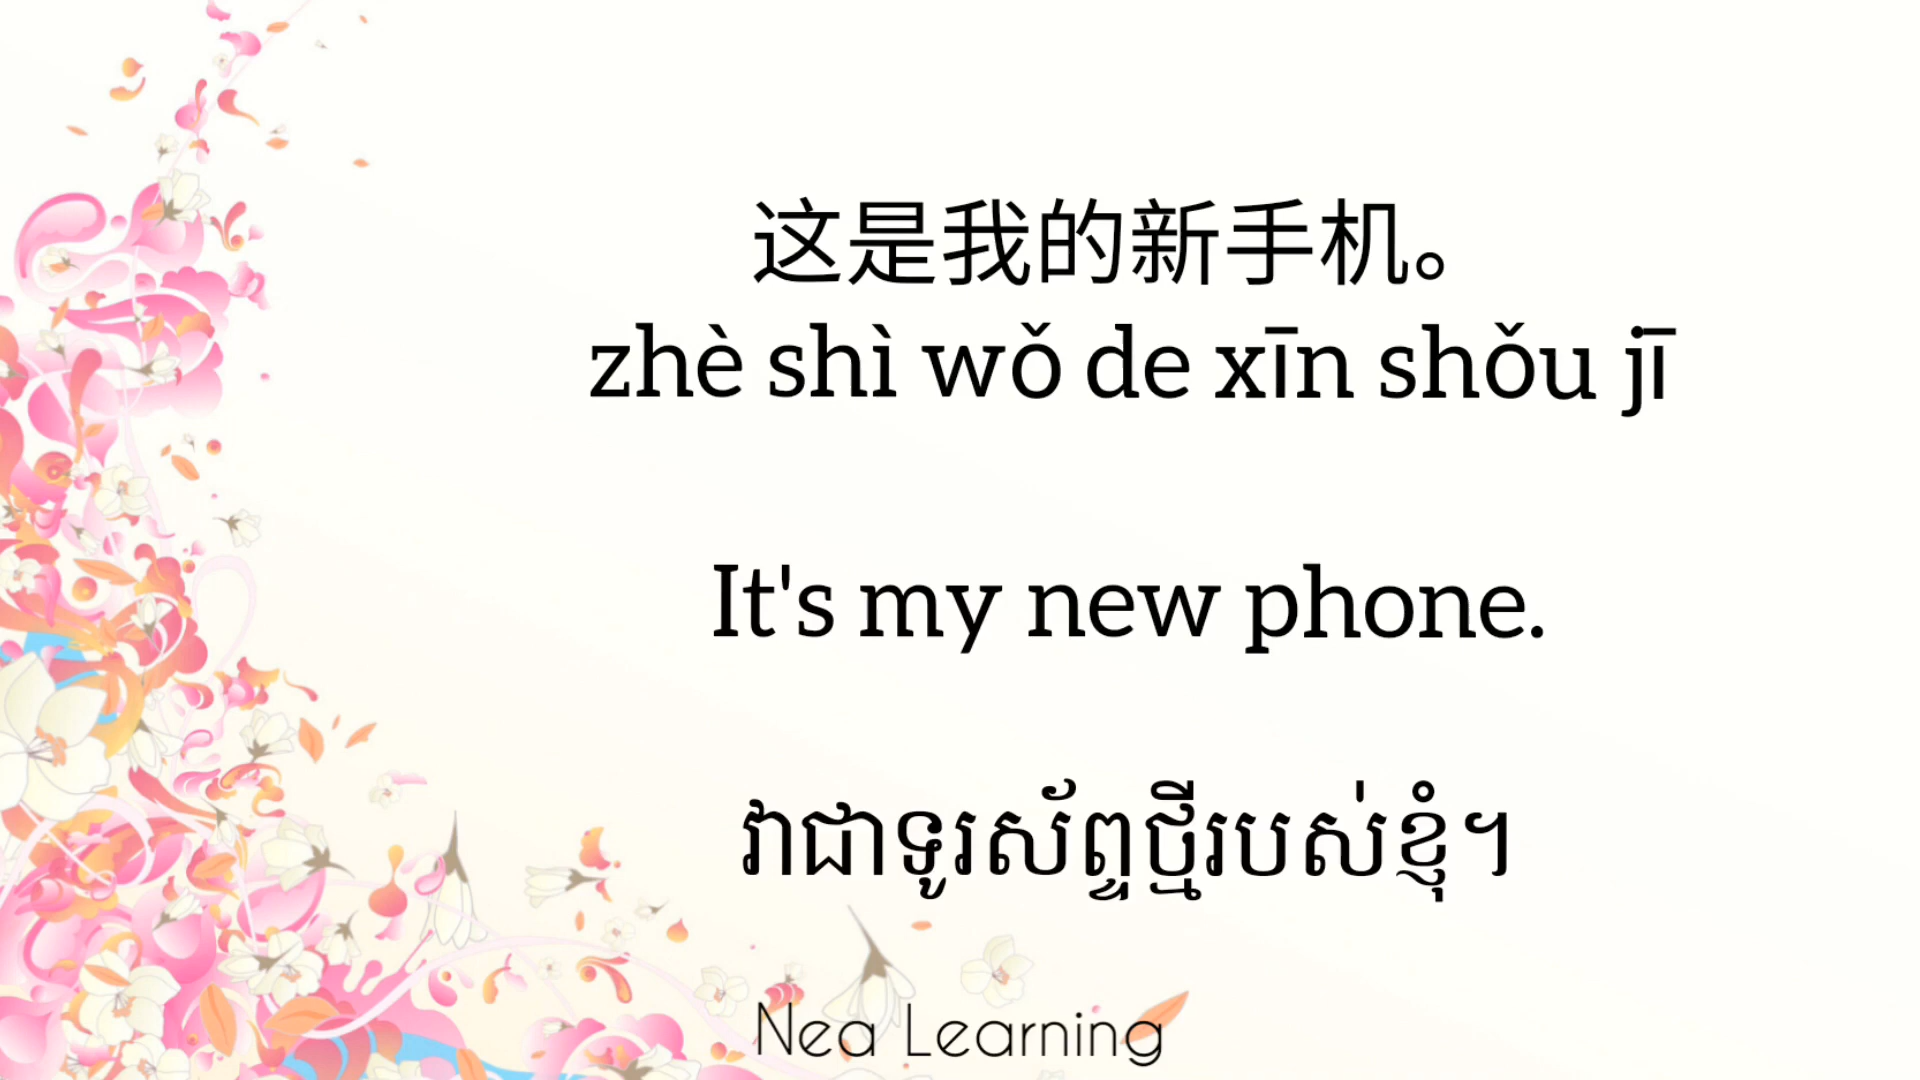 这是我的新手机。
zhè shì wǒ de xīn shǒu jī
It's my new phone.
វាជាទូរស័ព្ទថ្មីរបស់ខ្ញុំ។
Nea Learning